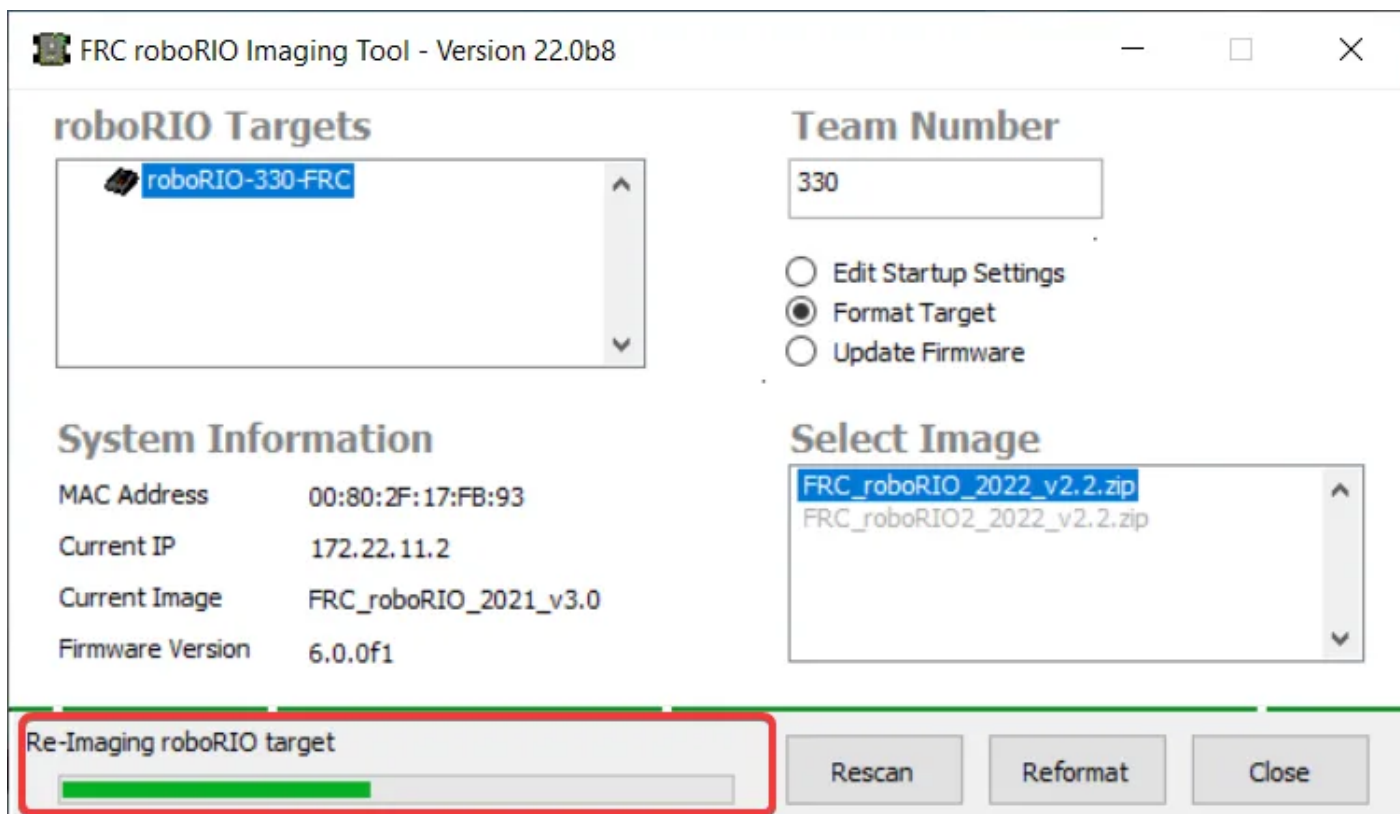 FRC roboRIO Imaging Tool - Version 22.0b8
roboRIO Targets
roboRIO-330-FRC
Team Number
330
Edit Startup Settings
Format Target
Update Firmware
System Information
MAC Address 00:80:2F:17:FB:93
Current IP 172.22.11.2
Current Image FRC_roboRIO_2021_v3.0
Firmware Version 6.0.0f1
Select Image
FRC_roboRIO_2022_v2.2.zip
FRC_roboRIO2_2022_v2.2.zip
Re-Imaging roboRIO target
Rescan Reformat Close